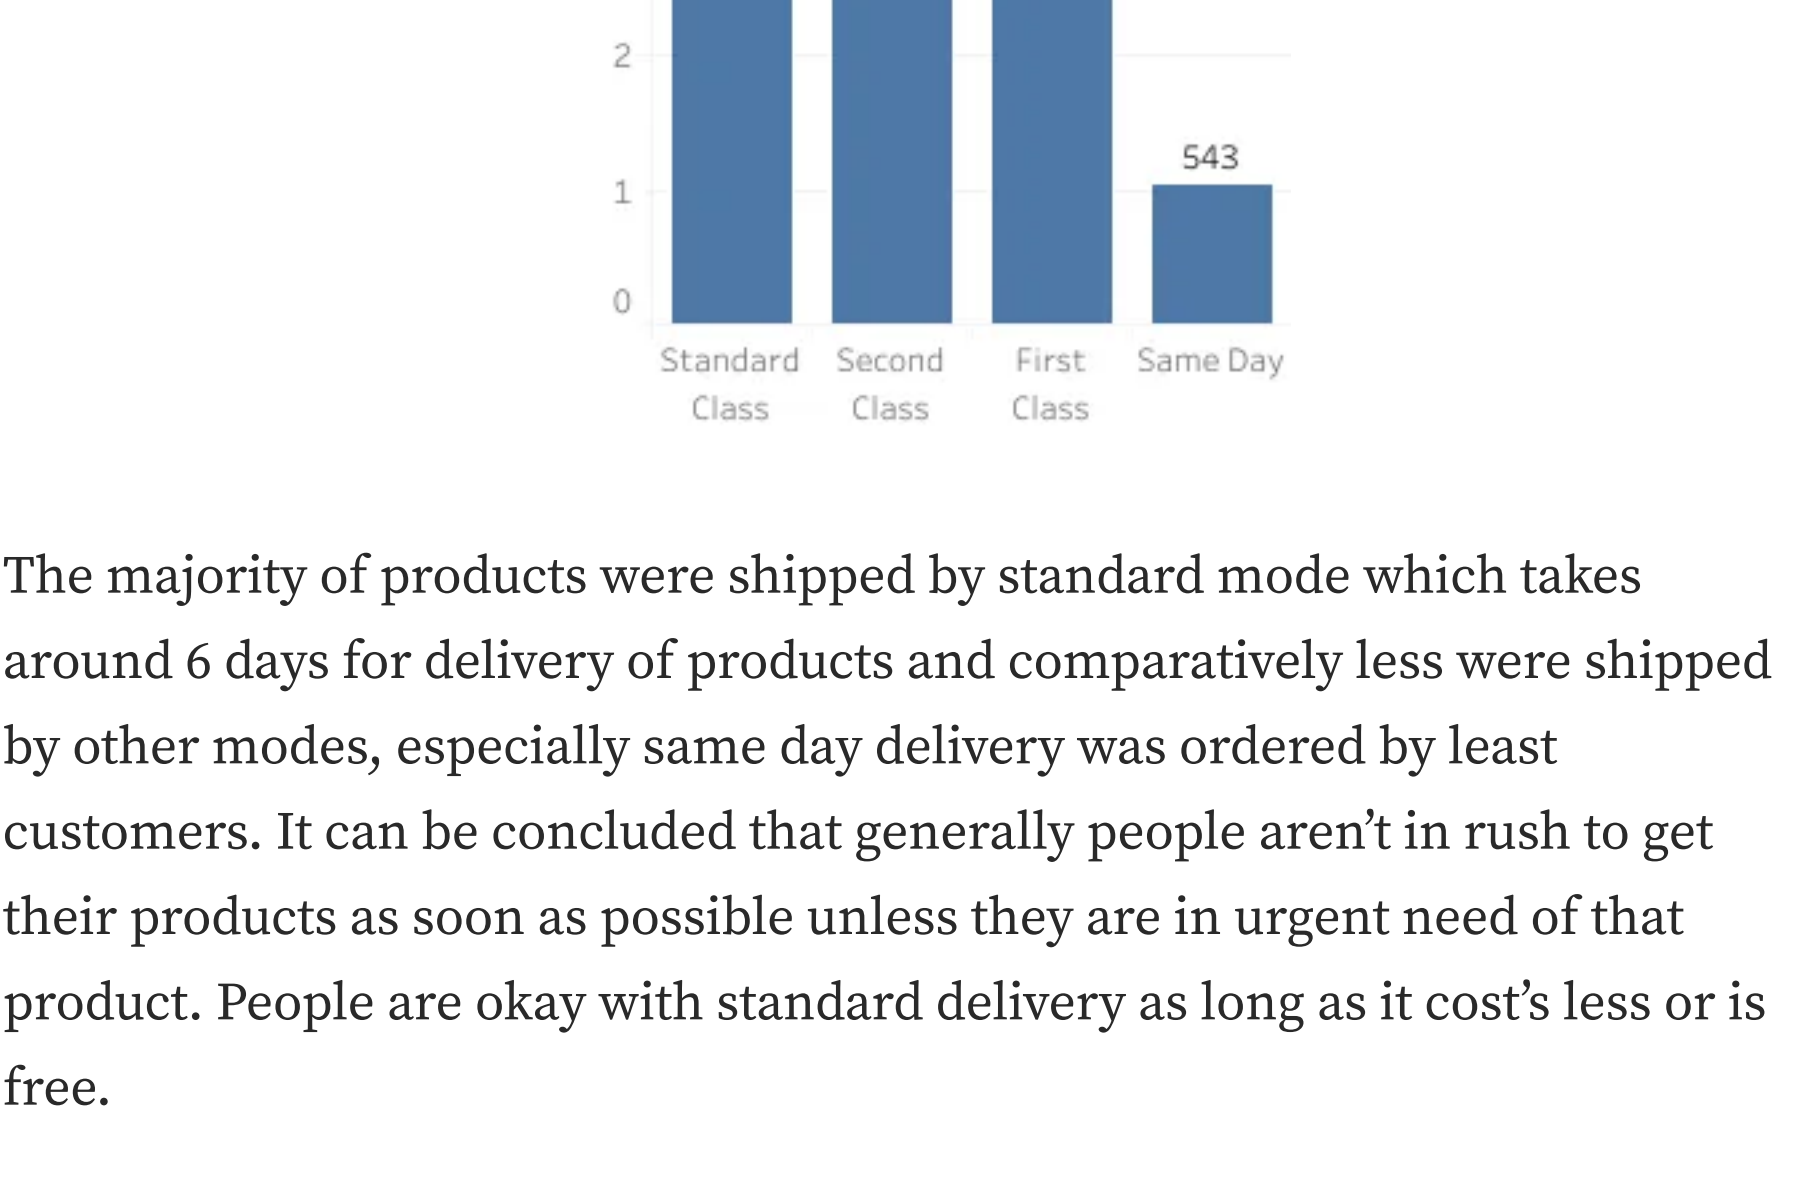 2
543
1
0
Standard Second First Same Day
Class Class Class
The majority of products were shipped by standard mode which takes
around 6 days for delivery of products and comparatively less were shipped
by other modes, especially same day delivery was ordered by least
customers. It can be concluded that generally people aren’t in rush to get
their products as soon as possible unless they are in urgent need of that
product. People are okay with standard delivery as long as it cost’s less or is
free.